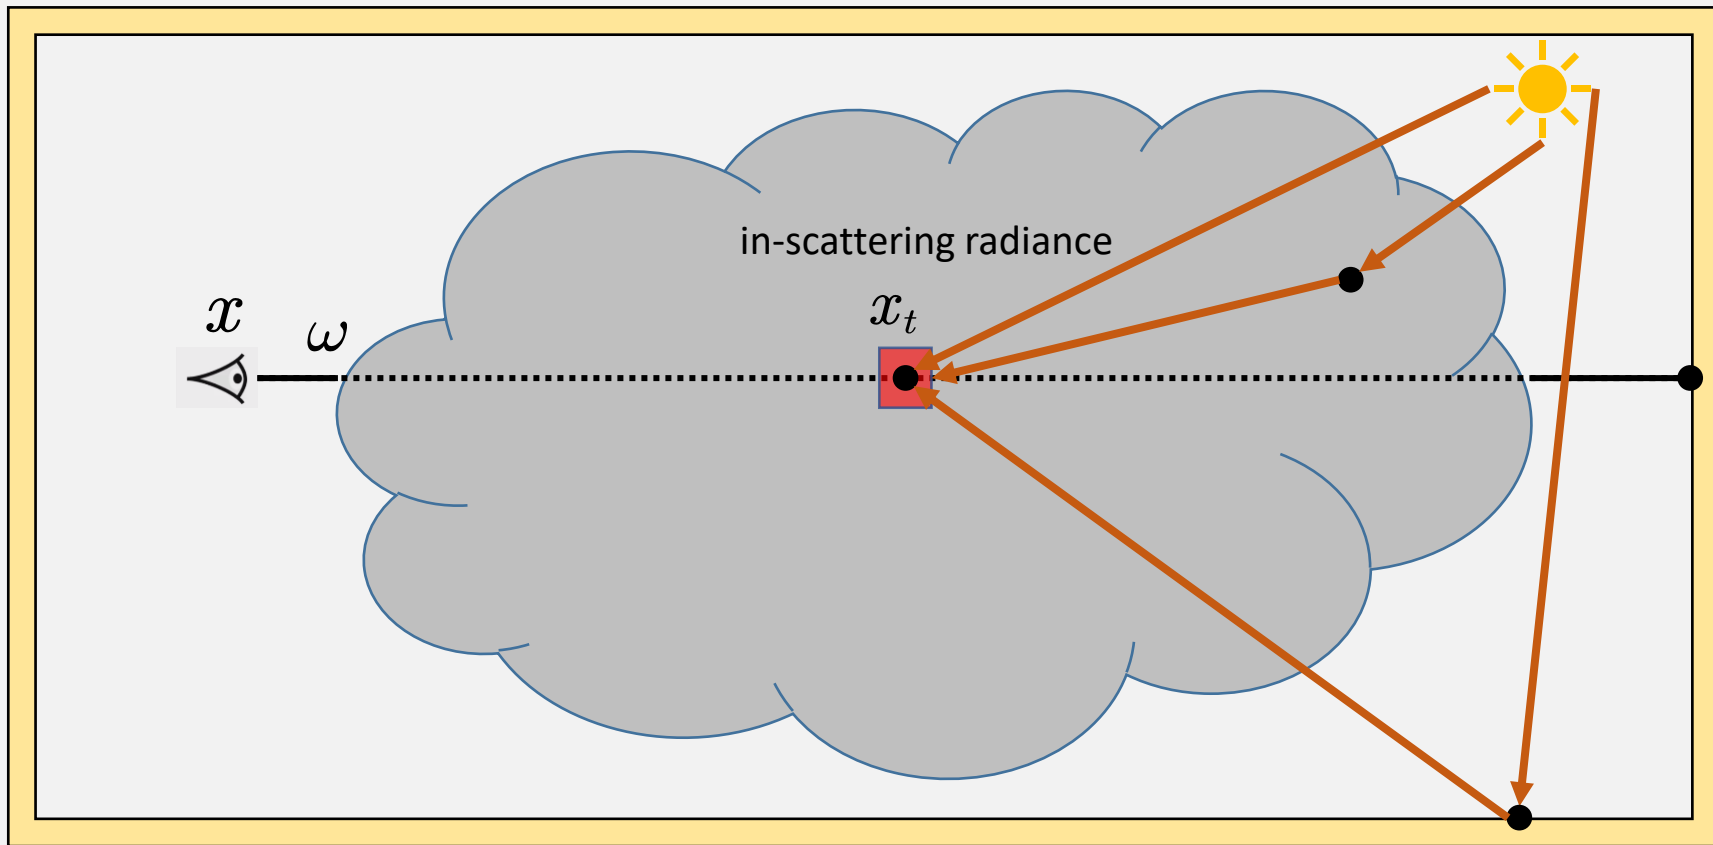 in-scattering radiance
x
ω
x_t